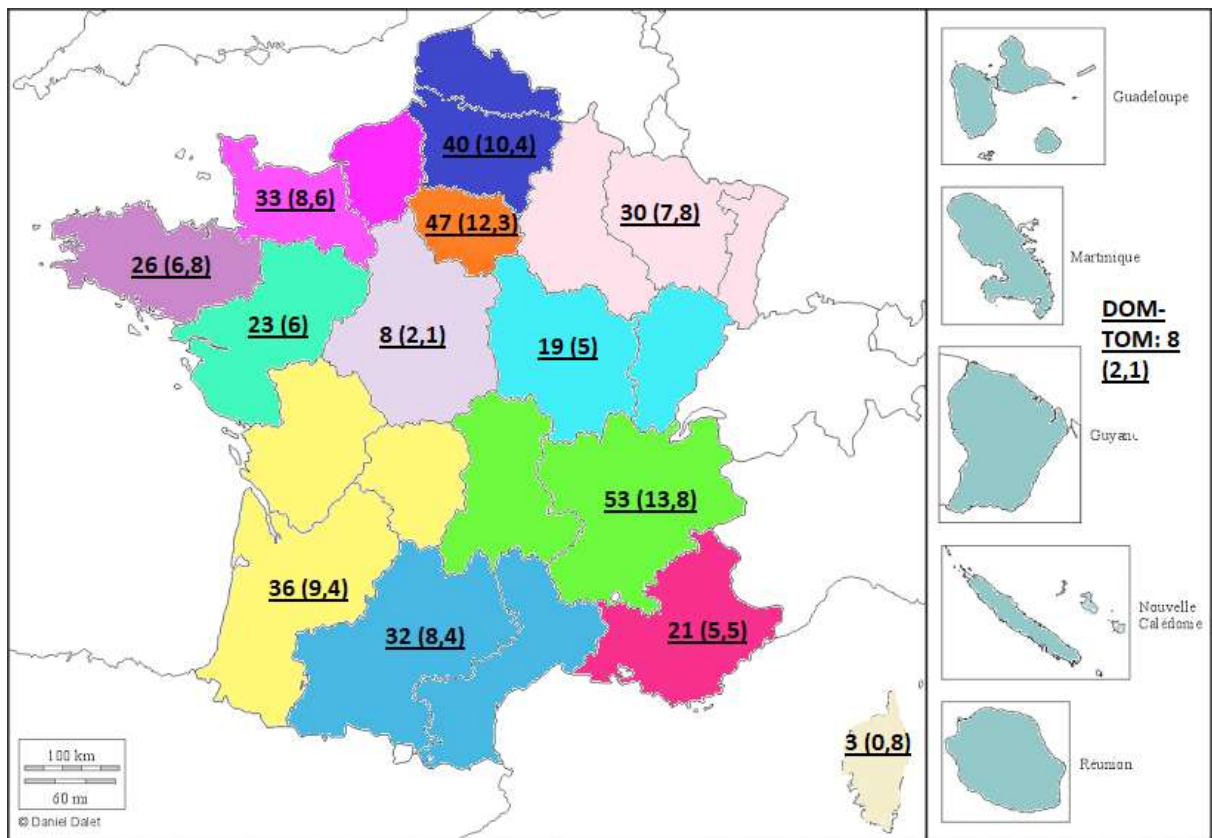 40 (10,4)
33 (8,6)
47 (12,3)
30 (7,8)
26 (6,8)
23 (6)
8 (2,1)
19 (5)
53 (13,8)
36 (9,4)
32 (8,4)
21 (5,5)
3 (0,8)
100 km
60 mi
© Daniel Dalet
Guadeloupe
Martinique
DOM-
TOM: 8
(2,1)
Nouvelle
Calédonie
Réunion